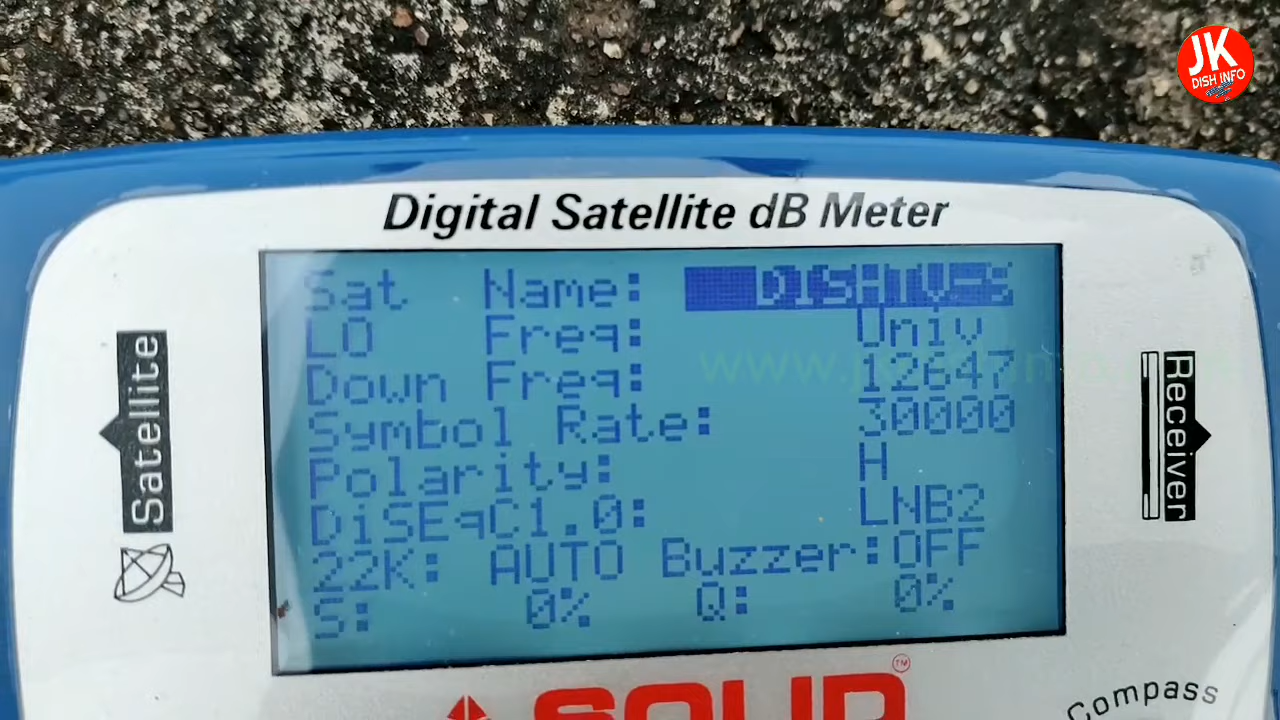 JK
DISH INFO
Digital Satellite dB Meter
Sat Name:
LO Freq: Univ
Down Freq: 12647
Symbol Rate: 30000
Polarity: H
DiSEqC1.0: LNB2
22K: AUTO Buzzer:OFF
S: 0% Q: 0%
Satellite
Receiver
SOLID
TM
Compass